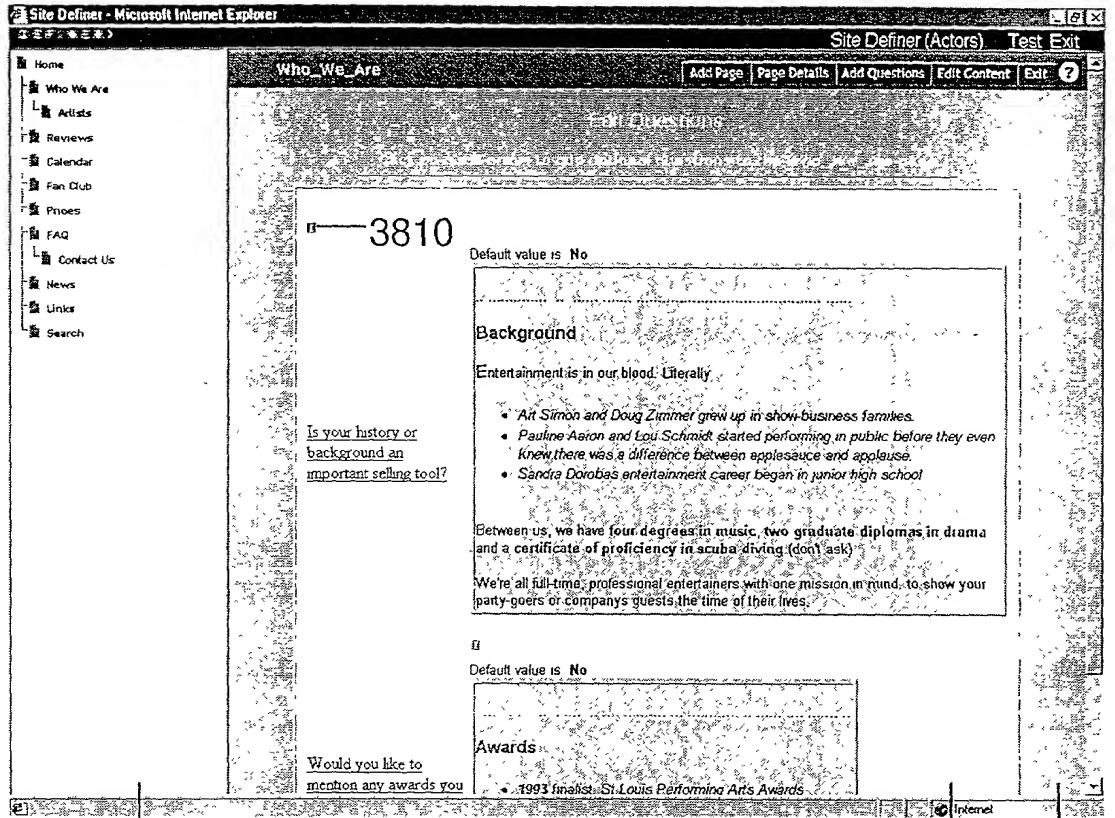 Site Definer - Microsoft Internet Explorer
Site Definer (Actors) Test Exit
Home
Who We Are
Artists
Reviews
Calendar
Fan Club
Prices
FAQ
Contact Us
News
Links
Search
Who_We_Are
Add Page Page Details Add Questions Edit Content Exit ?
Edit Questions
3810
Default value is No
Background
Entertainment is in our blood. Literally
• Art Simon and Doug Zimmer grew up in show-business families.
• Pauline Aaron and Lou Schmidt started performing in public before they even
knew there was a difference between applesauce and applause.
• Sandra Dorobas entertainment career began in junior high school
Is your history or
background an
important selling tool?
Between us, we have four degrees in music, two graduate diplomas in drama
and a certificate of proficiency in scuba diving (don't ask)
We're all full-time, professional entertainers with one mission in mind, to show your
party-goers or companys guests the time of their lives.
Default value is No
Awards
Would you like to
mention any awards you
• 1993 finalist. St Louis Performing Arts Awards
Internet